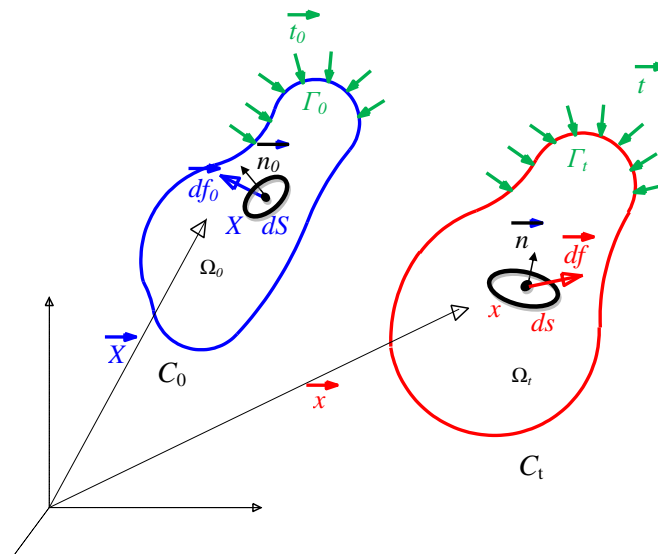 t₀
t
Γ₀
Γₜ
n₀
df₀
X dS
n
df
Ω₀
x
ds
X
C₀
Ωₜ
x
Cₜ